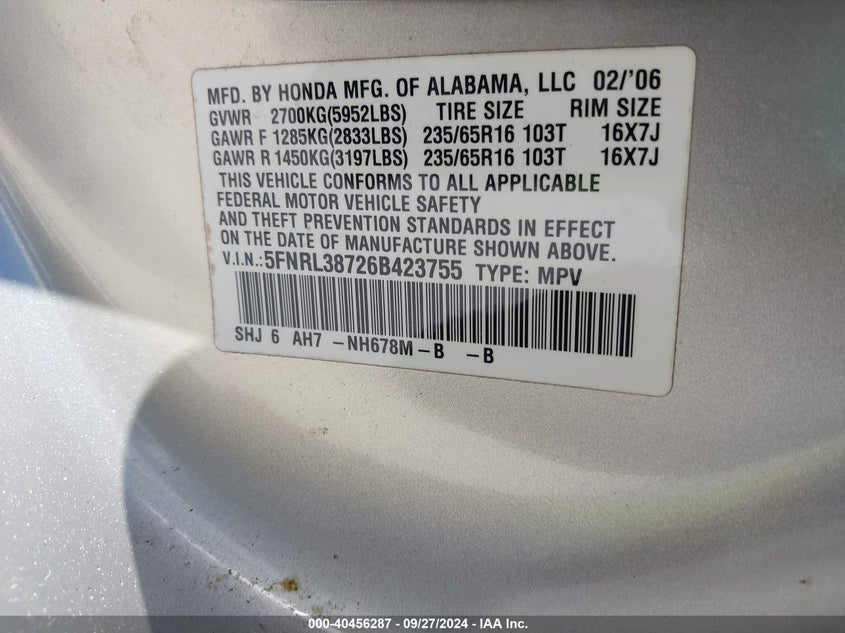 MFD. BY HONDA MFG. OF ALABAMA, LLC 02/'06
GVWR 2700KG(5952LBS) TIRE SIZE RIM SIZE
GAWR F 1285KG(2833LBS) 235/65R16 103T 16X7J
GAWR R 1450KG(3197LBS) 235/65R16 103T 16X7J
THIS VEHICLE CONFORMS TO ALL APPLICABLE
FEDERAL MOTOR VEHICLE SAFETY
AND THEFT PREVENTION STANDARDS IN EFFECT
ON THE DATE OF MANUFACTURE SHOWN ABOVE.
V.I.N.:5FNRL38726B423755 TYPE: MPV
SHJ 6 AH7 -NH678M -B -B
000-40456287 - 09/27/2024 - IAA Inc.